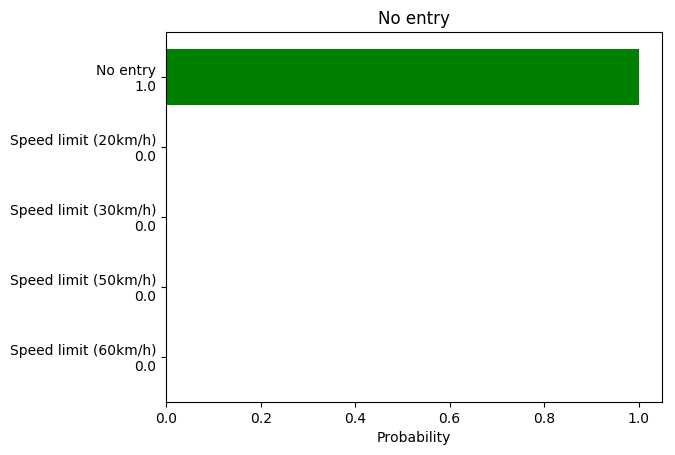 No entry
No entry
1.0
Speed limit (20km/h)
0.0
Speed limit (30km/h)
0.0
Speed limit (50km/h)
0.0
Speed limit (60km/h)
0.0
0.0 0.2 0.4 0.6 0.8 1.0
Probability